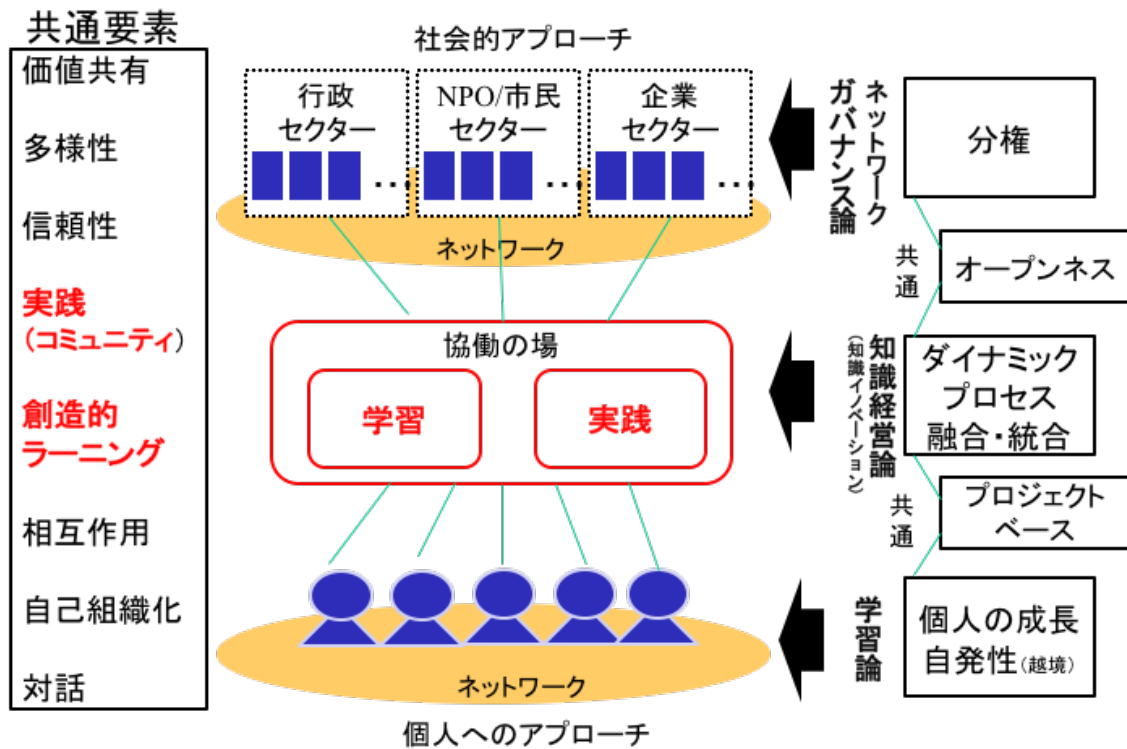 共通要素
価値共有
多様性
信頼性
実践
(コミュニティ)
創造的
ラーニング
相互作用
自己組織化
対話
社会的アプローチ
行政
セクター
…
NPO/市民
セクター
…
企業
セクター
…
ネットワーク
協働の場
学習
実践
ネットワーク
個人へのアプローチ
ネットワーク
ガバナンス論
知識経営論
(知識イノベーション)
学習論
分権
共通
オープンネス
ダイナミック
プロセス
融合・統合
共通
プロジェクト
ベース
個人の成長
自発性(越境)